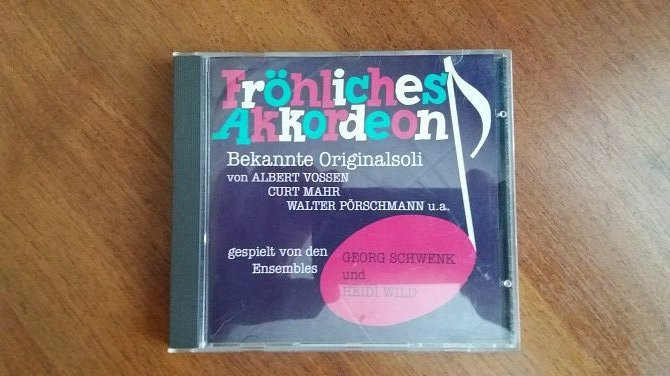 Fröhliches
Akkordeon
Bekannte Originalsoli
von ALBERT VOSSEN
CURT MAHR
WALTER PÖRSCHMANN u.a.
gespielt von den
Ensembles
GEORG SCHWENK
und
HEIDI WILD